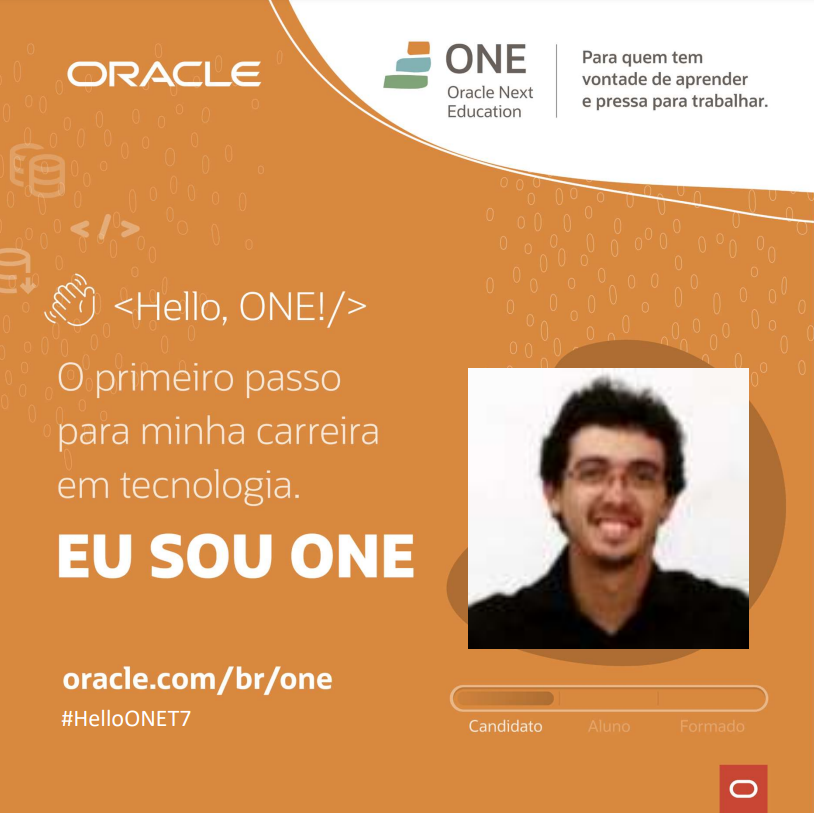 ORACLE
ONE
Oracle Next
Education
Para quem tem
vontade de aprender
e pressa para trabalhar.
</>
<Hello, ONE!/>
O primeiro passo
para minha carreira
em tecnologia.
EU SOU ONE
oracle.com/br/one
#HelloONET7
Candidato Aluno Formado